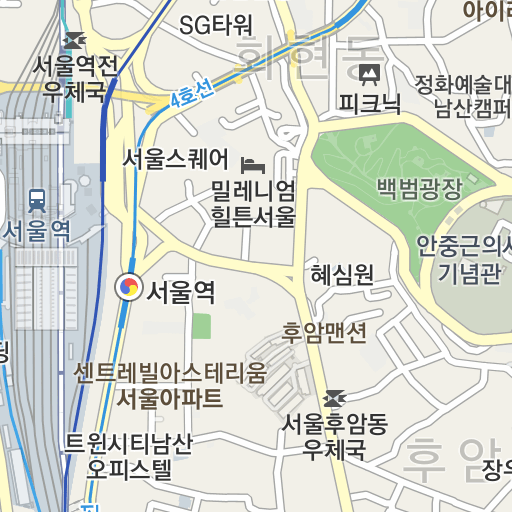 SG타워
아이
서울역전
우체국
회현동
4호선
피크닉
정화예술대
남산캠퍼
서울스퀘어
밀레니엄
힐튼서울
백범광장
서울역
안중근의사
기념관
서울역
혜심원
후암맨션
센트레빌아스테리움
서울아파트
서울후암동
우체국
트윈시티남산
오피스텔
후암
장우